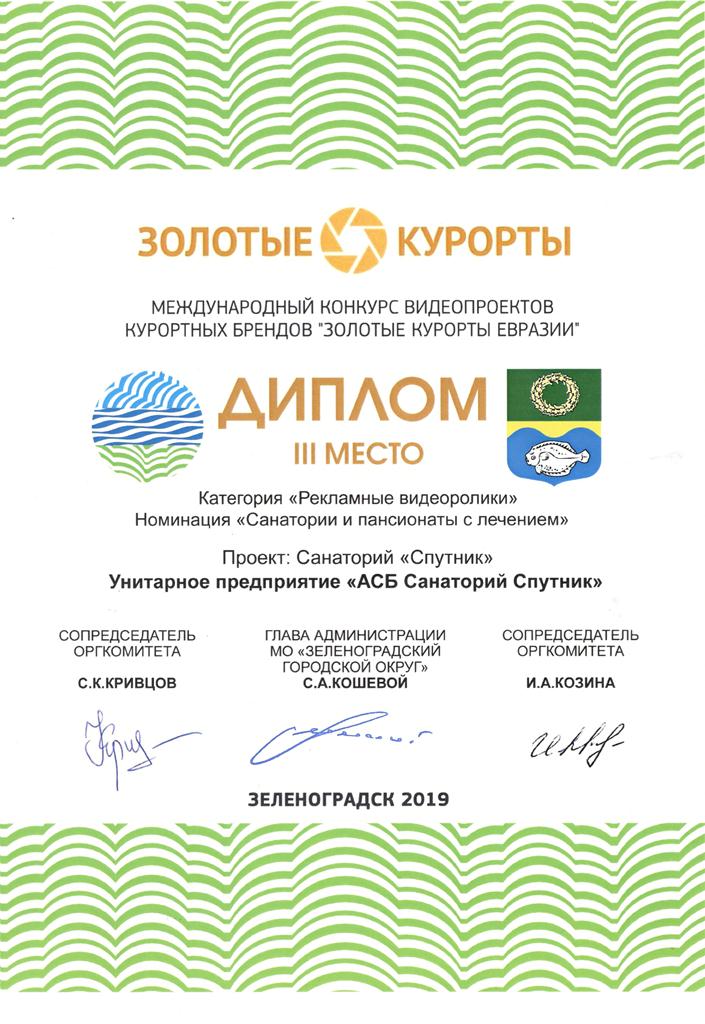 ЗОЛОТЫЕ КУРОРТЫ
МЕЖДУНАРОДНЫЙ КОНКУРС ВИДЕОПРОЕКТОВ
КУРОРТНЫХ БРЕНДОВ "ЗОЛОТЫЕ КУРОРТЫ ЕВРАЗИИ"
ДИПЛОМ
III МЕСТО
Категория «Рекламные видеоролики»
Номинация «Санатории и пансионаты с лечением»
Проект: Санаторий «Спутник»
Унитарное предприятие «АСБ Санаторий Спутник»
СОПРЕДСЕДАТЕЛЬ
ОРГКОМИТЕТА
С.К.КРИВЦОВ
ГЛАВА АДМИНИСТРАЦИИ
МО «ЗЕЛЕНОГРАДСКИЙ
ГОРОДСКОЙ ОКРУГ»
С.А.КОШЕВОЙ
СОПРЕДСЕДАТЕЛЬ
ОРГКОМИТЕТА
И.А.КОЗИНА
ЗЕЛЕНОГРАДСК 2019